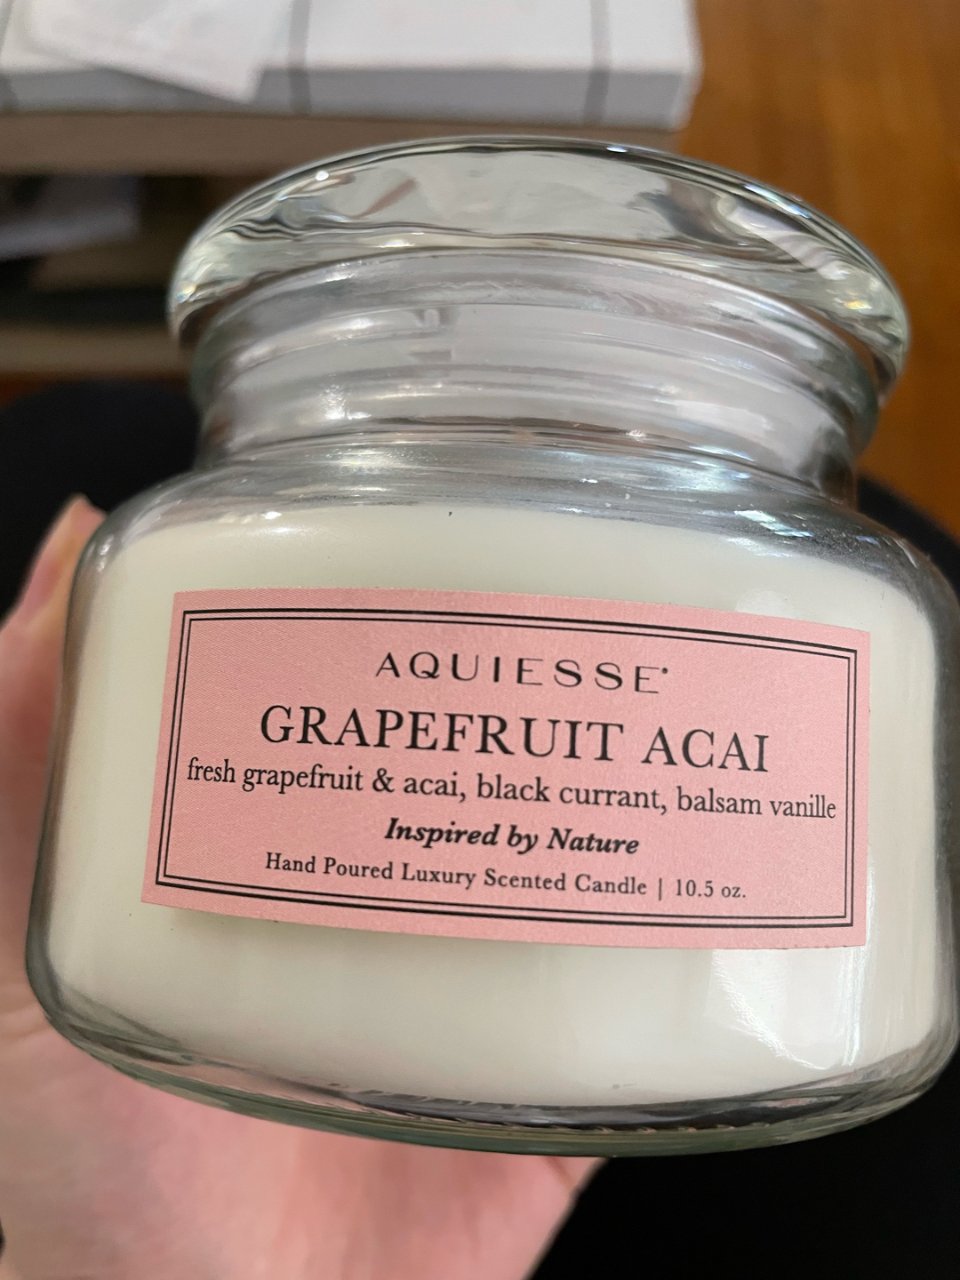 AQUIESSE®
GRAPEFRUIT ACAI
fresh grapefruit & acai, black currant, balsam vanille
Inspired by Nature
Hand Poured Luxury Scented Candle | 10.5 oz.